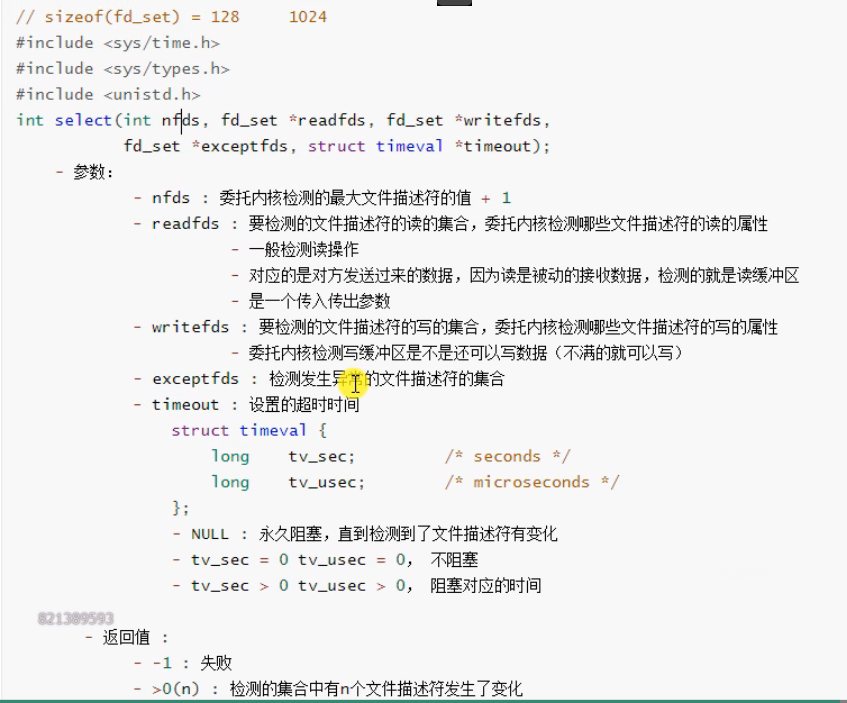 // sizeof(fd_set) = 128     1024
#include <sys/time.h>
#include <sys/types.h>
#include <unistd.h>
int select(int nfds, fd_set *readfds, fd_set *writefds,
           fd_set *exceptfds, struct timeval *timeout);
    - 参数：
            - nfds : 委托内核检测的最大文件描述符的值 + 1
            - readfds : 要检测的文件描述符的读的集合，委托内核检测哪些文件描述符的读的属性
                      - 一般检测读操作
                      - 对应的是对方发送过来的数据，因为读是被动的接收数据，检测的就是读缓冲区
                      - 是一个传入传出参数
            - writefds : 要检测的文件描述符的写的集合，委托内核检测哪些文件描述符的写的属性
                      - 委托内核检测写缓冲区是不是还可以写数据（不满的就可以写）
            - exceptfds : 检测发生异常的文件描述符的集合
            - timeout : 设置的超时时间
                struct timeval {
                    long    tv_sec;         /* seconds */
                    long    tv_usec;        /* microseconds */
                };
                - NULL : 永久阻塞，直到检测到了文件描述符有变化
                - tv_sec = 0 tv_usec = 0， 不阻塞
                - tv_sec > 0 tv_usec > 0， 阻塞对应的时间
821389593
       - 返回值 :
            - -1 : 失败
            - >0(n) : 检测的集合中有n个文件描述符发生了变化